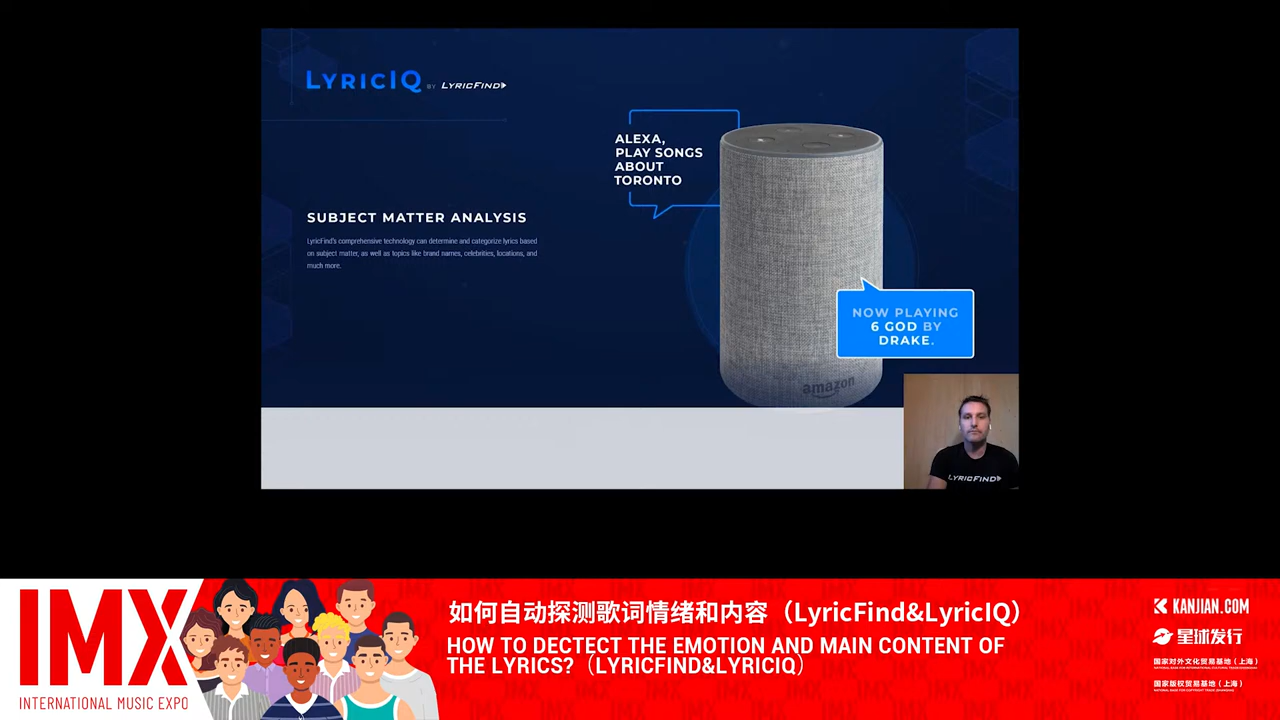 LYRICIQ BY LYRICFIND
ALEXA,
PLAY SONGS
ABOUT
TORONTO
SUBJECT MATTER ANALYSIS
LyricFind's comprehensive technology can determine and categorize lyrics based
on subject matter, as well as topics like brand names, celebrities, locations, and
much more.
NOW PLAYING
6 GOD BY
DRAKE.
amazon
LYRICFIND
IMX
INTERNATIONAL MUSIC EXPO
如何自动探测歌词情绪和内容（LyricFind&LyricIQ）
HOW TO DECTECT THE EMOTION AND MAIN CONTENT OF
THE LYRICS?（LYRICFIND&LYRICIQ）
KANJIAN.COM
星球发行
国家对外文化贸易基地（上海）
国家版权贸易基地（上海）